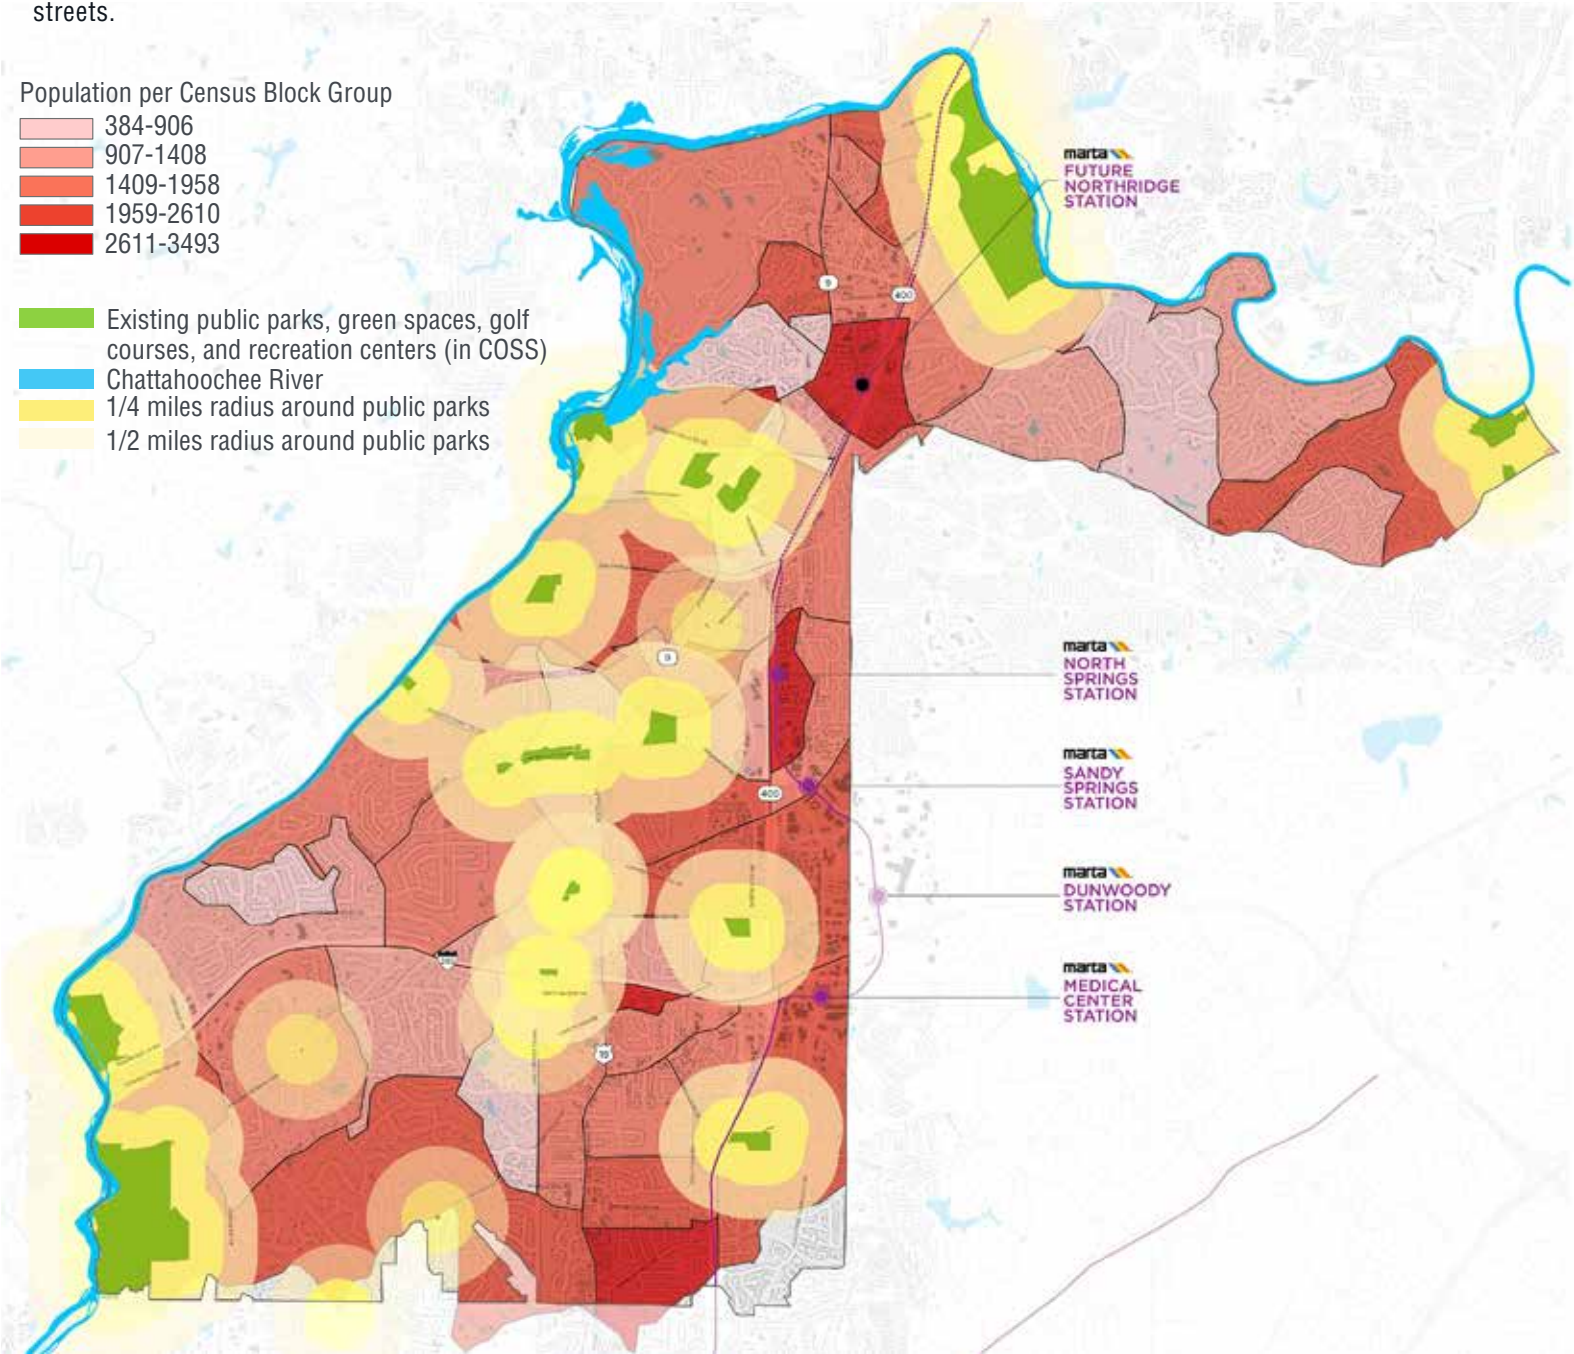 streets.
Population per Census Block Group
384-906
907-1408
1409-1958
1959-2610
2611-3493
Existing public parks, green spaces, golf
courses, and recreation centers (in COSS)
Chattahoochee River
1/4 miles radius around public parks
1/2 miles radius around public parks
marta
FUTURE
NORTHRIDGE
STATION
9
400
9
marta
NORTH
SPRINGS
STATION
marta
SANDY
SPRINGS
STATION
400
marta
DUNWOODY
STATION
marta
MEDICAL
CENTER
STATION
19